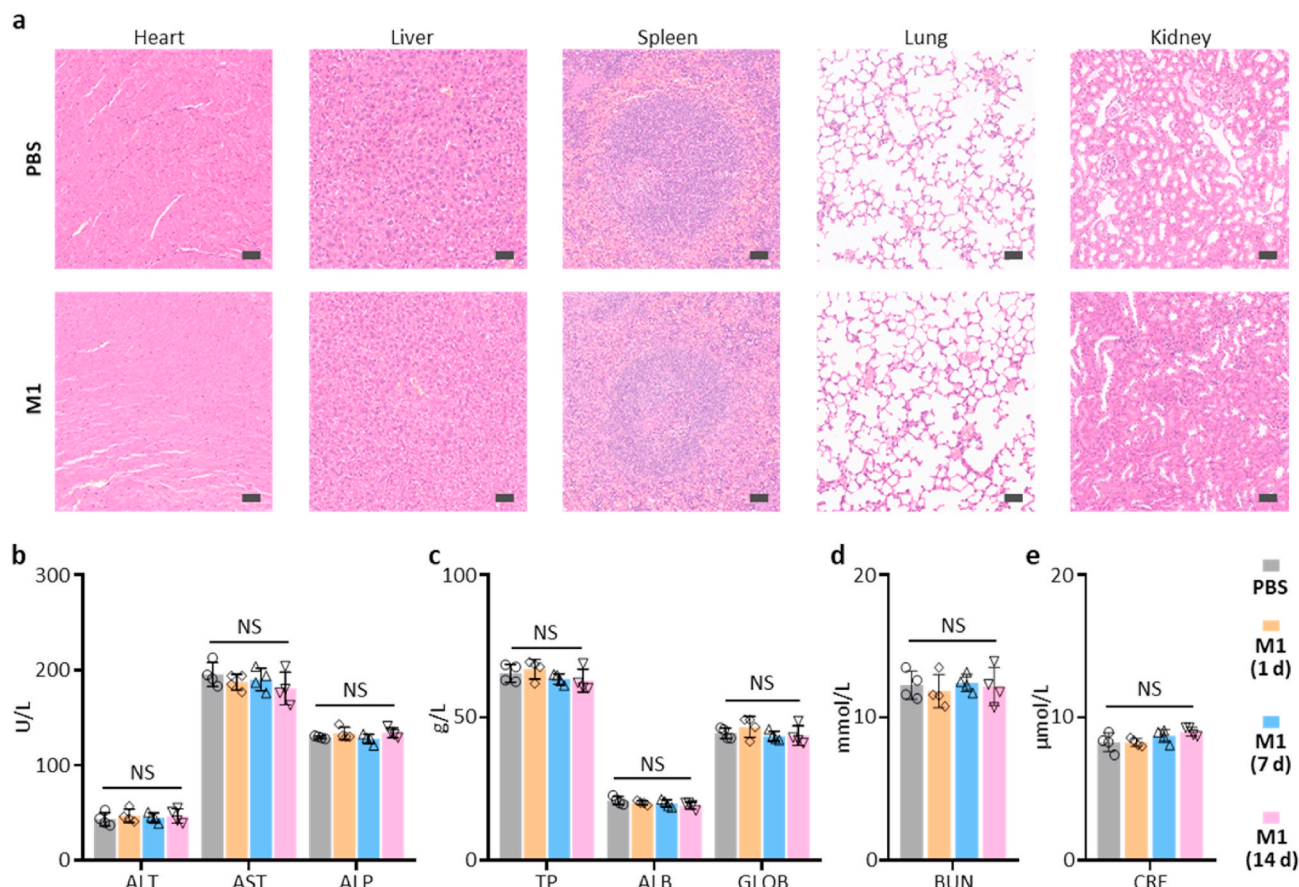 a
Heart Liver Spleen Lung Kidney
PBS
M1
b
300
200
100
0
U/L
NS
NS
NS
ALT AST ALP
c
100
50
0
g/L
NS
NS
NS
TP ALB GLOB
d
20
10
0
mmol/L
NS
BUN
e
20
10
0
μmol/L
NS
CRE
PBS
M1
(1 d)
M1
(7 d)
M1
(14 d)